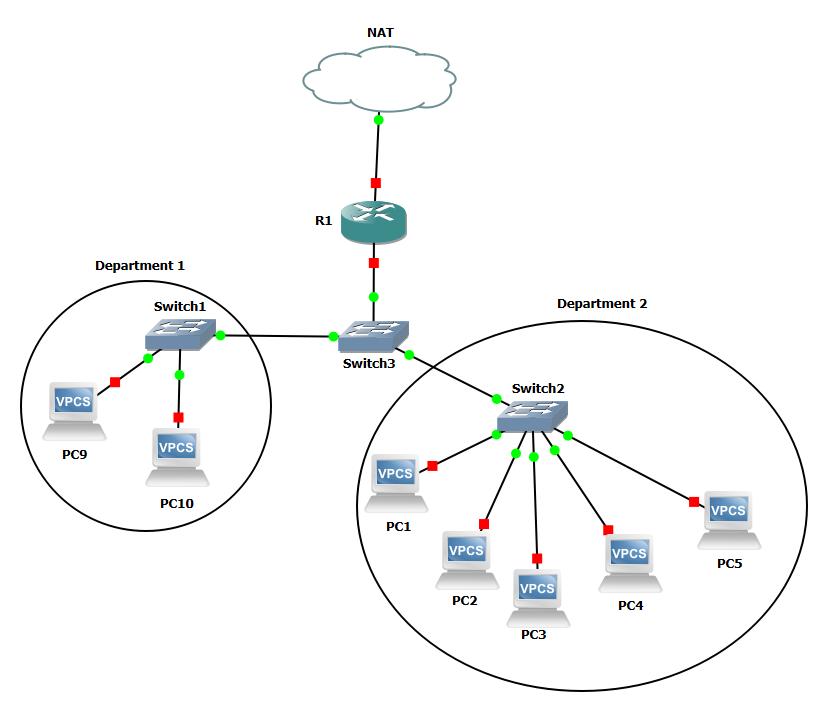 NAT
R1
Department 1
Switch1
Switch3
Department 2
Switch2
VPCS
PC9
VPCS
PC10
VPCS
PC1
VPCS
PC2
VPCS
PC3
VPCS
PC4
VPCS
PC5